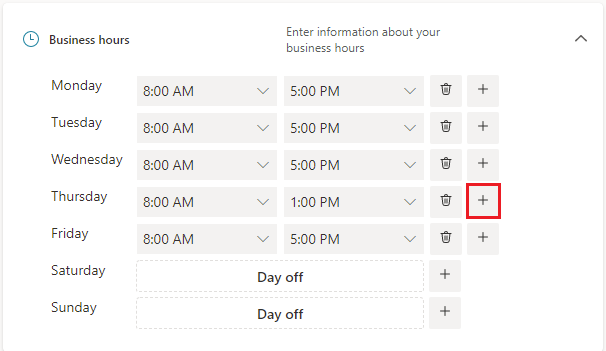 Business hours
Enter information about your
business hours
Monday 8:00 AM 5:00 PM +
Tuesday 8:00 AM 5:00 PM +
Wednesday 8:00 AM 5:00 PM +
Thursday 8:00 AM 1:00 PM +
Friday 8:00 AM 5:00 PM +
Saturday Day off +
Sunday Day off +